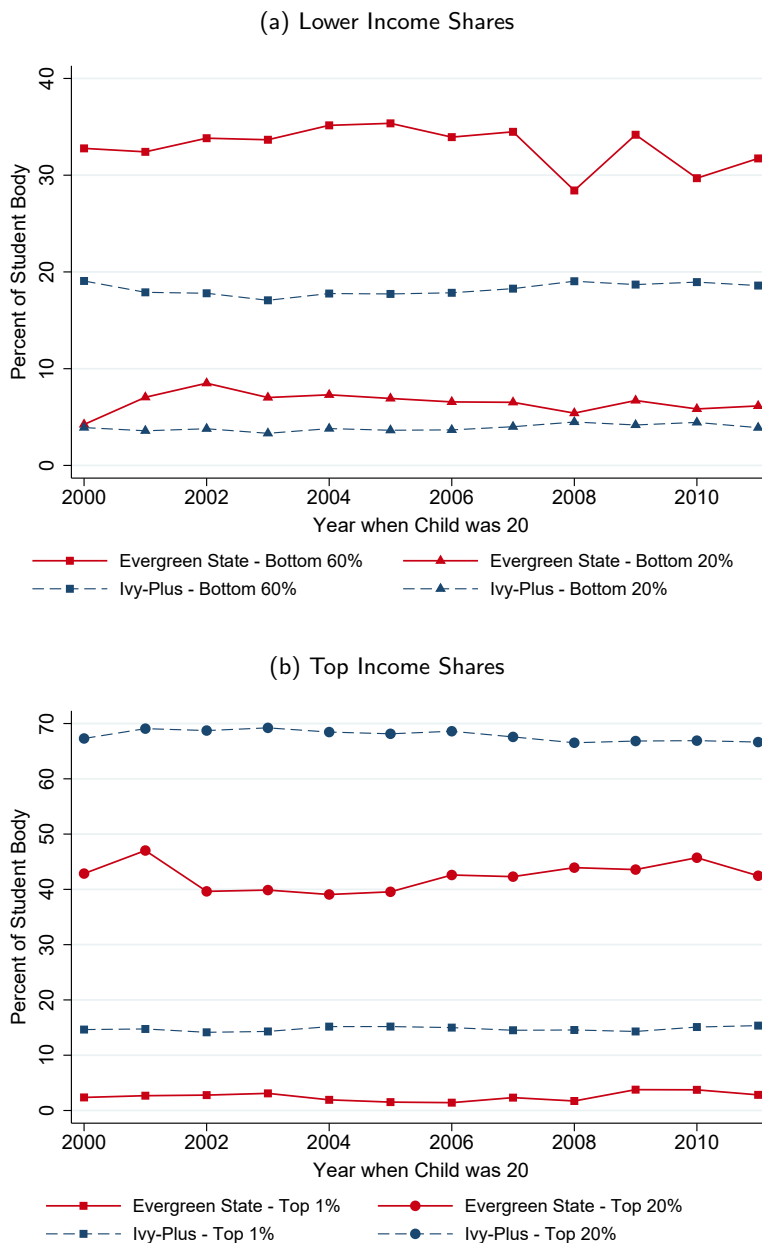 (a) Lower Income Shares
40
30
20
10
0
Percent of Student Body
2000 2002 2004 2006 2008 2010
Year when Child was 20
Evergreen State - Bottom 60% Evergreen State - Bottom 20%
Ivy-Plus - Bottom 60% Ivy-Plus - Bottom 20%
(b) Top Income Shares
70
60
50
40
30
20
10
0
Percent of Student Body
2000 2002 2004 2006 2008 2010
Year when Child was 20
Evergreen State - Top 1% Evergreen State - Top 20%
Ivy-Plus - Top 1% Ivy-Plus - Top 20%